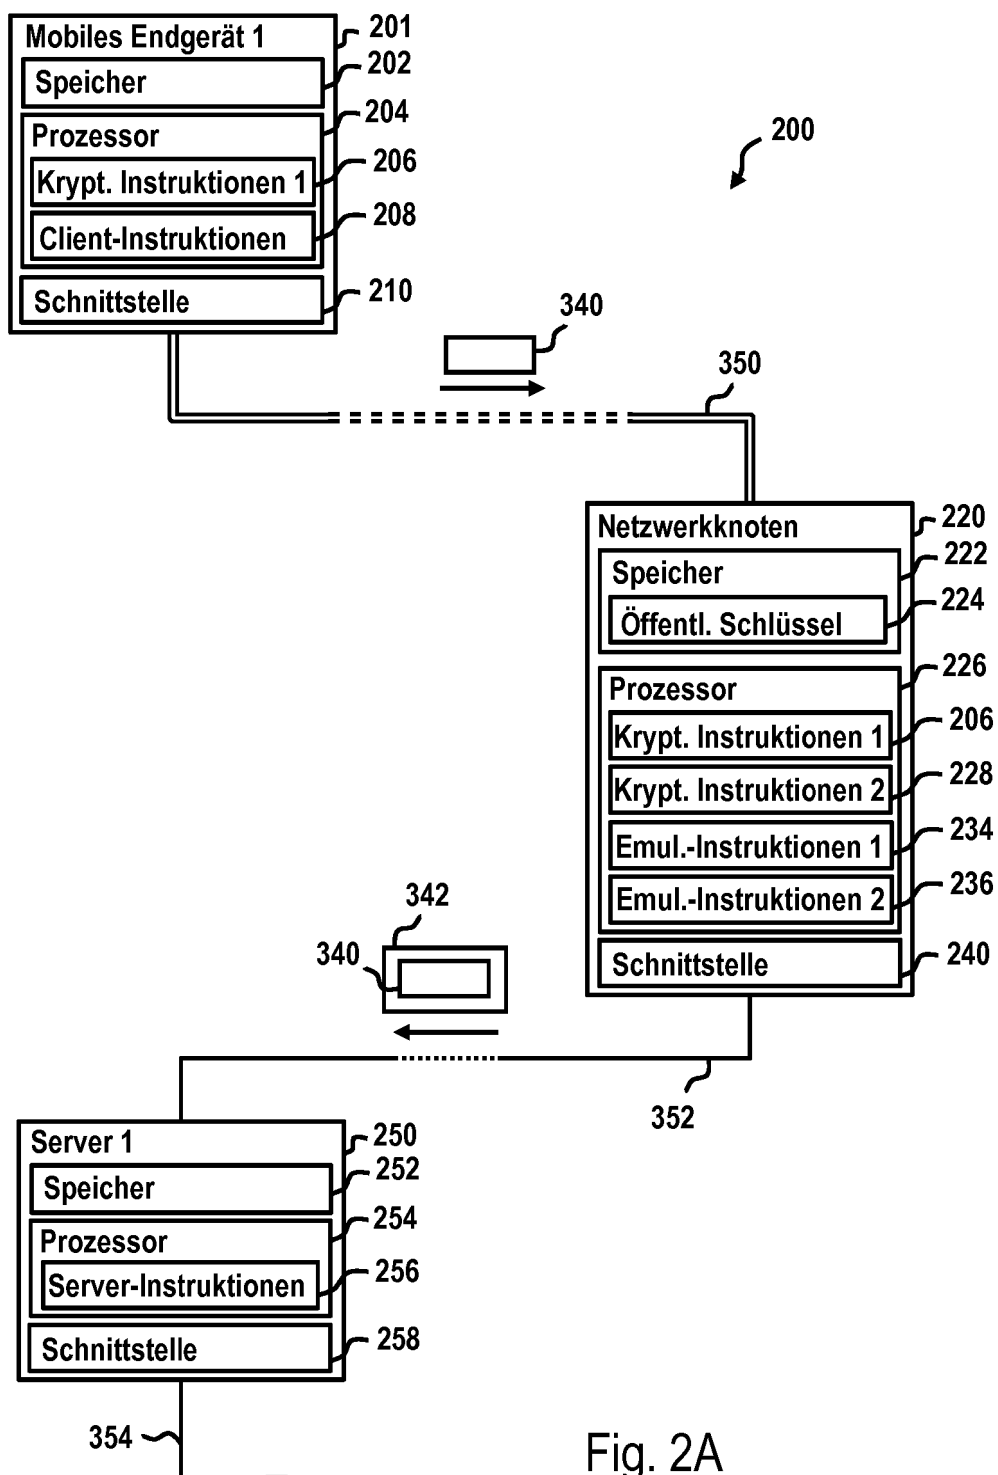 Mobiles Endgerät 1
201
Speicher
202
Prozessor
204
Krypt. Instruktionen 1
206
Client-Instruktionen
208
Schnittstelle
210
200
340
350
Netzwerkknoten
220
Speicher
222
Öffentl. Schlüssel
224
Prozessor
226
Krypt. Instruktionen 1
206
Krypt. Instruktionen 2
228
Emul.-Instruktionen 1
234
Emul.-Instruktionen 2
236
Schnittstelle
240
342
340
352
Server 1
250
Speicher
252
Prozessor
254
Server-Instruktionen
256
Schnittstelle
258
354
Fig. 2A